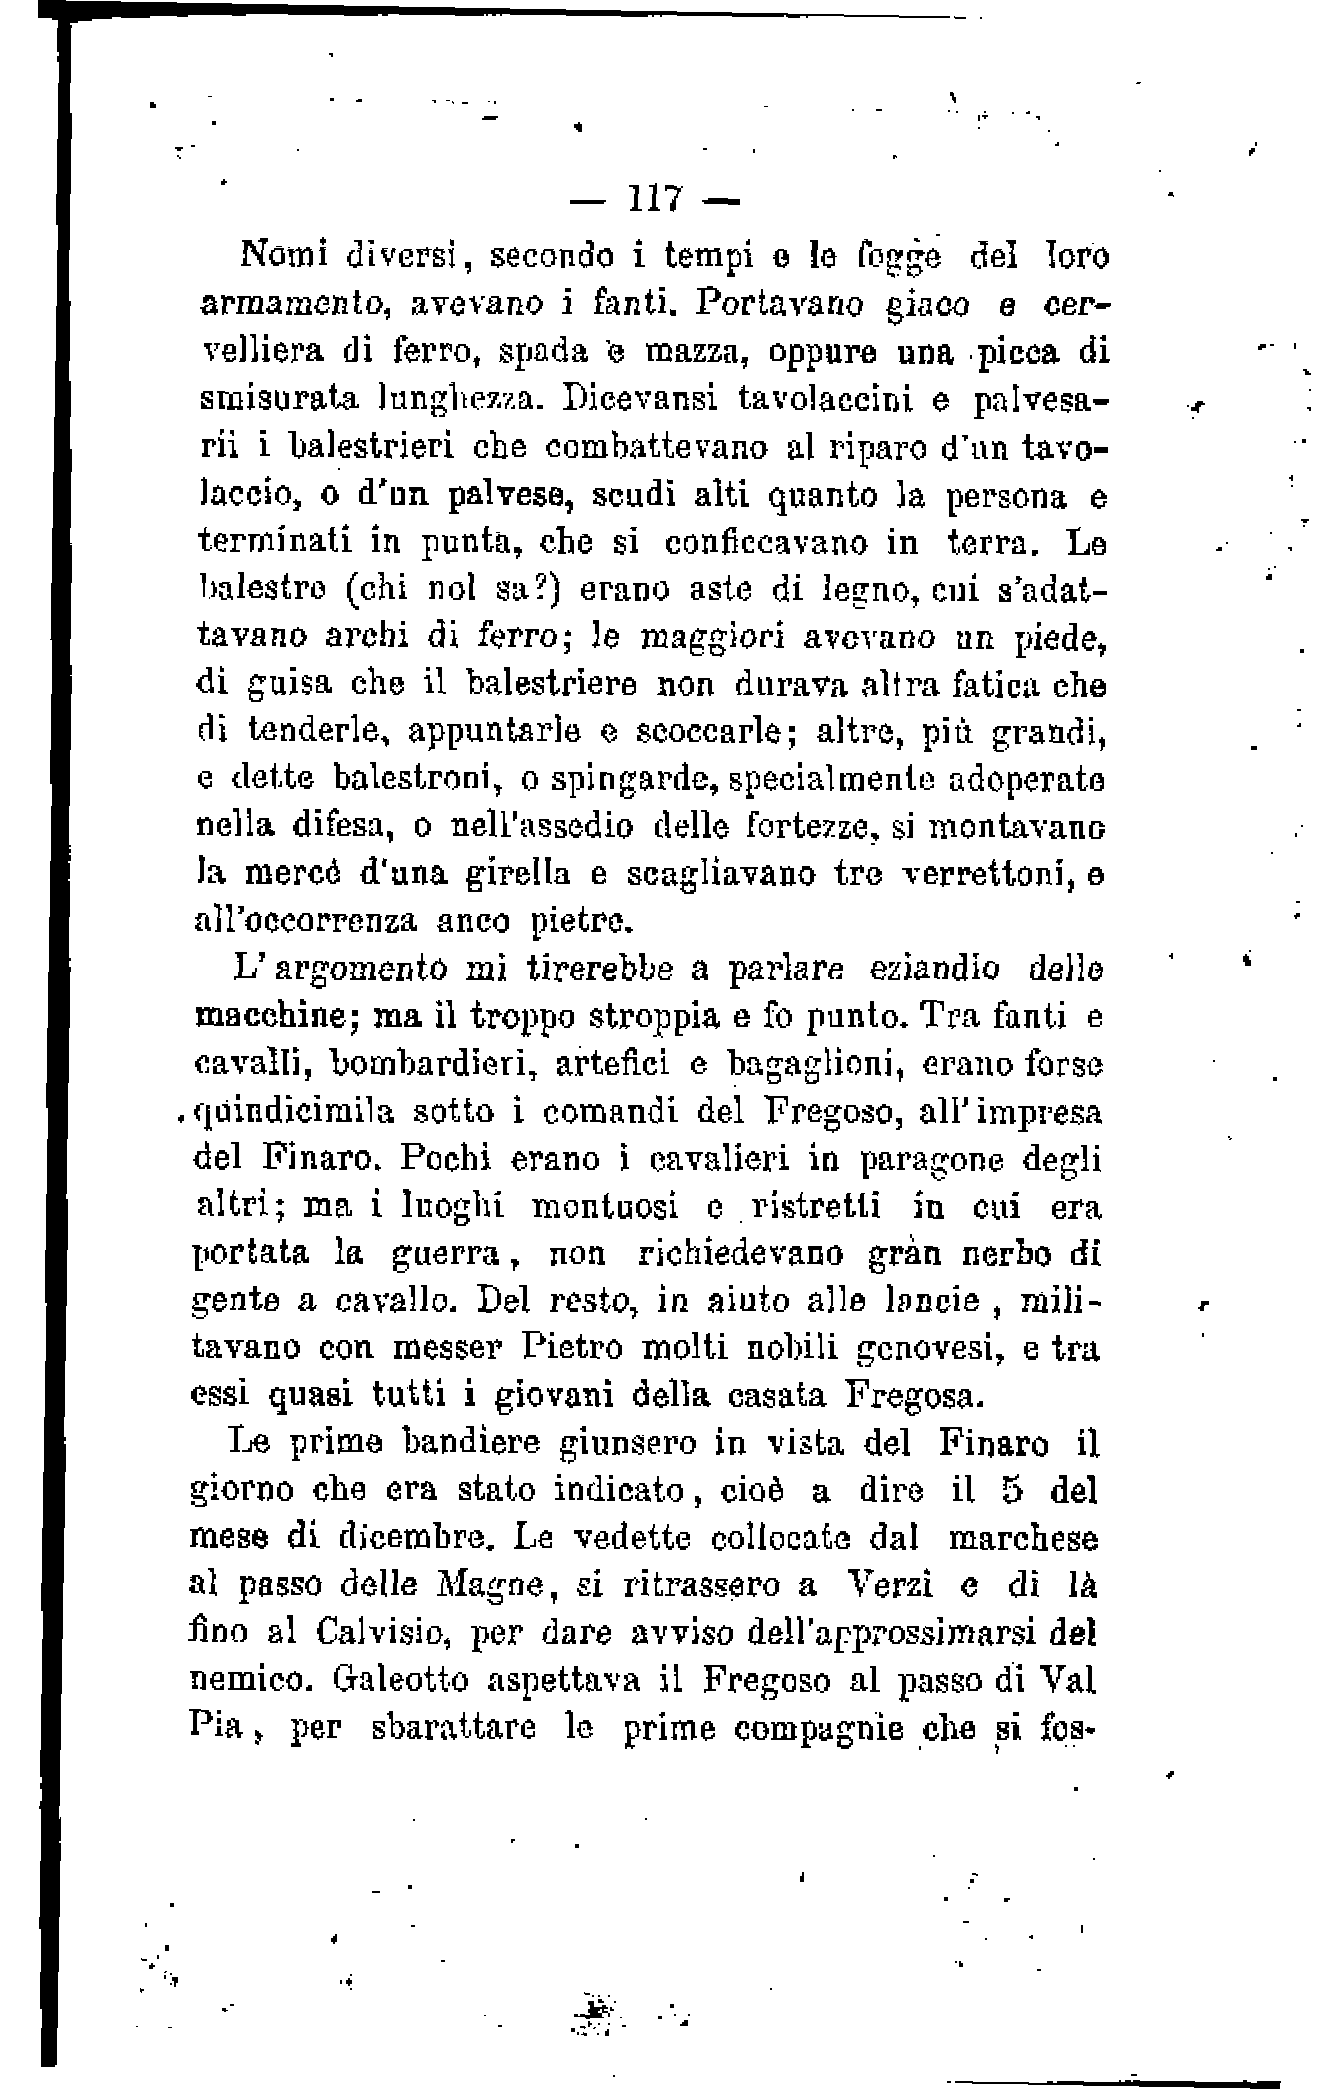 — 117 —
Nomi diversi, secondo i tempi e le fogge del loro
armamento, avevano i fanti. Portavano giaco e cer-
velliera di ferro, spada e mazza, oppure una picca di
smisurata lunghezza. Dicevansi tavolaccini e palvesa-
rii i balestrieri che combattevano al riparo d'un tavo-
laccio, o d'un palvese, scudi alti quanto la persona e
terminati in punta, che si conficcavano in terra. Le
balestre (chi nol sa?) erano aste di legno, cui s'adat-
tavano archi di ferro; le maggiori avevano un piede,
di guisa che il balestriere non durava altra fatica che
di tenderle, appuntarle e scoccarle; altre, più grandi,
e dette balestroni, o spingarde, specialmente adoperate
nella difesa, o nell'assedio delle fortezze, si montavano
la mercè d'una girella e scagliavano tre verrettoni, e
all'occorrenza anco pietre.
L'argomento mi tirerebbe a parlare eziandio delle
macchine; ma il troppo stroppia e fo punto. Tra fanti e
cavalli, bombardieri, artefici e bagaglioni, erano forse
quindicimila sotto i comandi del Fregoso, all'impresa
del Finaro. Pochi erano i cavalieri in paragone degli
altri; ma i luoghi montuosi e ristretti in cui era
portata la guerra, non richiedevano gran nerbo di
gente a cavallo. Del resto, in aiuto alle lancie, mili-
tavano con messer Pietro molti nobili genovesi, e tra
essi quasi tutti i giovani della casata Fregosa.
Le prime bandiere giunsero in vista del Finaro il
giorno che era stato indicato, cioè a dire il 5 del
mese di dicembre. Le vedette collocate dal marchese
al passo delle Magne, si ritrassero a Verzi e di là
fino al Calvisio, per dare avviso dell'approssimarsi del
nemico. Galeotto aspettava il Fregoso al passo di Val
Pia, per sbarattare le prime compagnie che si fos-